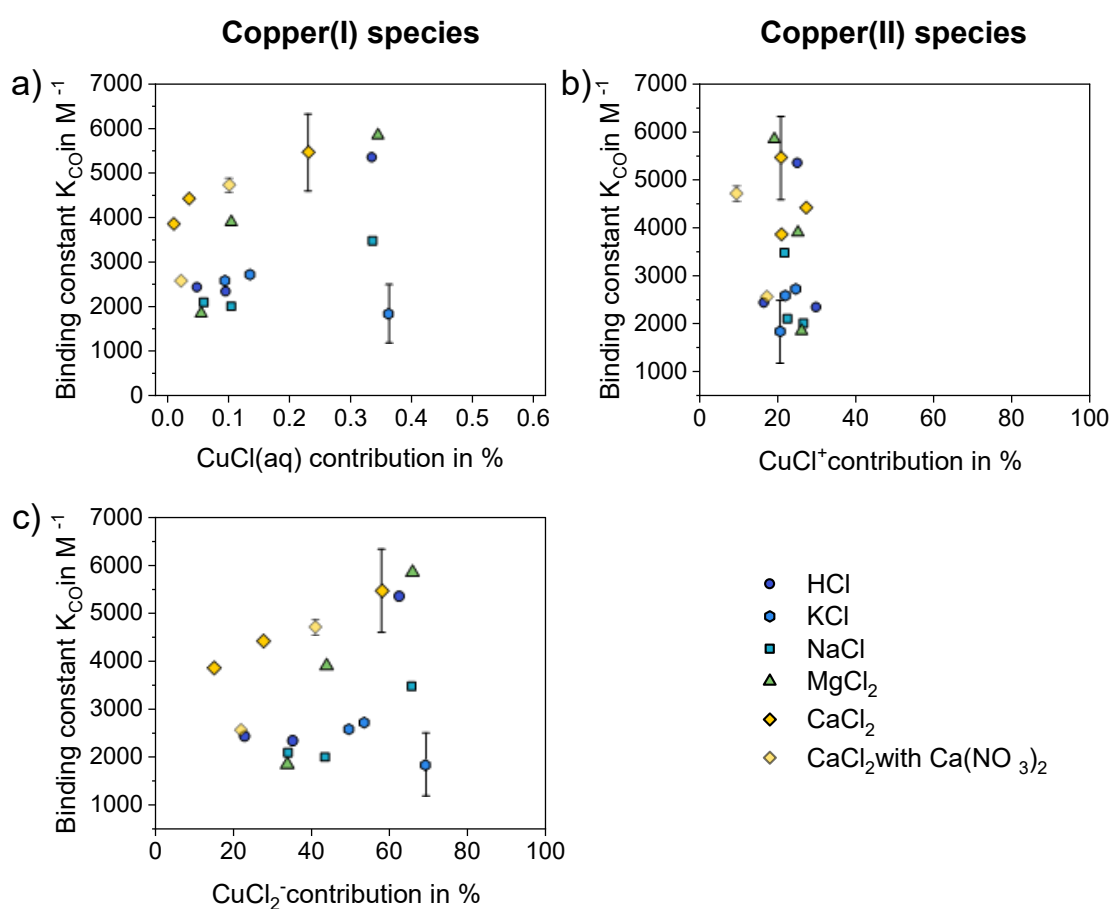 Copper(I) species
Copper(II) species
a)
7000
6000
5000
4000
3000
2000
1000
0
Binding constant K_CO in M ⁻¹
0.0 0.1 0.2 0.3 0.4 0.5 0.6
CuCl(aq) contribution in %
b)
7000
6000
5000
4000
3000
2000
1000
Binding constant K_CO in M ⁻¹
0 20 40 60 80 100
CuCl⁺contribution in %
c)
7000
6000
5000
4000
3000
2000
1000
Binding constant K_CO in M ⁻¹
0 20 40 60 80 100
CuCl₂⁻contribution in %
HCl
KCl
NaCl
MgCl₂
CaCl₂
CaCl₂with Ca(NO ₃)₂